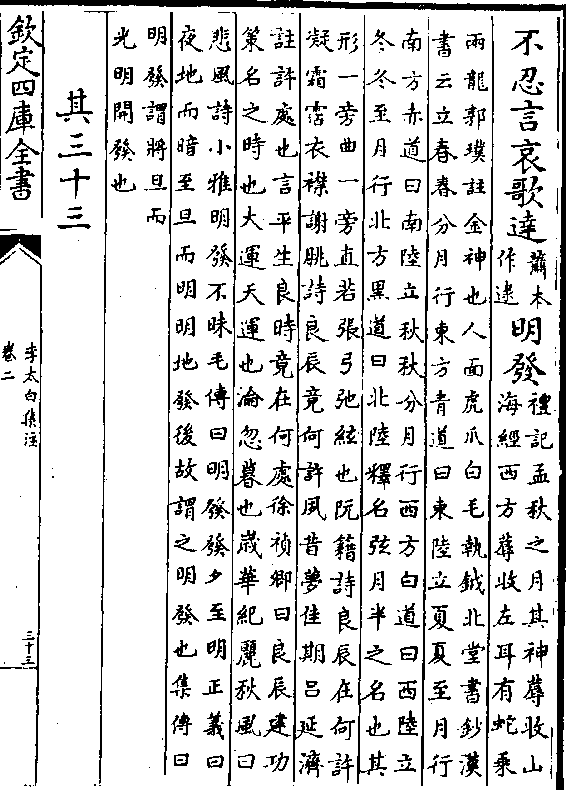 不忍言哀歌達蕭本作逮明發禮記孟秋之月其神蓐收山
海經西方蓐收左耳有蛇乘
兩龍郭璞註金神也人面虎爪白毛執鉞北堂書鈔漢
書云立春春分月行東方青道曰東陸立夏夏至月行
南方赤道曰南陸立秋秋分月行西方白道曰西陸立
冬冬至月行北方黑道曰北陸釋名弦月半之名也其
形一旁曲一旁直若張弓弛絃也阮籍詩良辰在何許
凝霜霑衣襟謝朓詩良辰竟何許夙昔夢佳期吕延濟
註許處也言平生良時竟在何處徐禎卿曰良辰建功
策名之時也大運天運也淪忽暮也歲華紀麗秋風曰
悲風詩小雅明發不昧毛傳曰明發發夕至明正義曰
夜地而暗至旦而明明地發後故謂之明發也集傳曰
明發謂將旦而
光明開發也
其三十三
欽定四庫全書
李太白集注
卷二
三十三